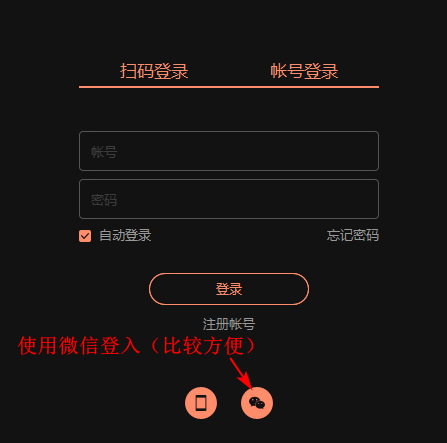 扫码登录 帐号登录
帐号
密码
自动登录 忘记密码
登录
注册帐号
使用微信登入（比较方便）